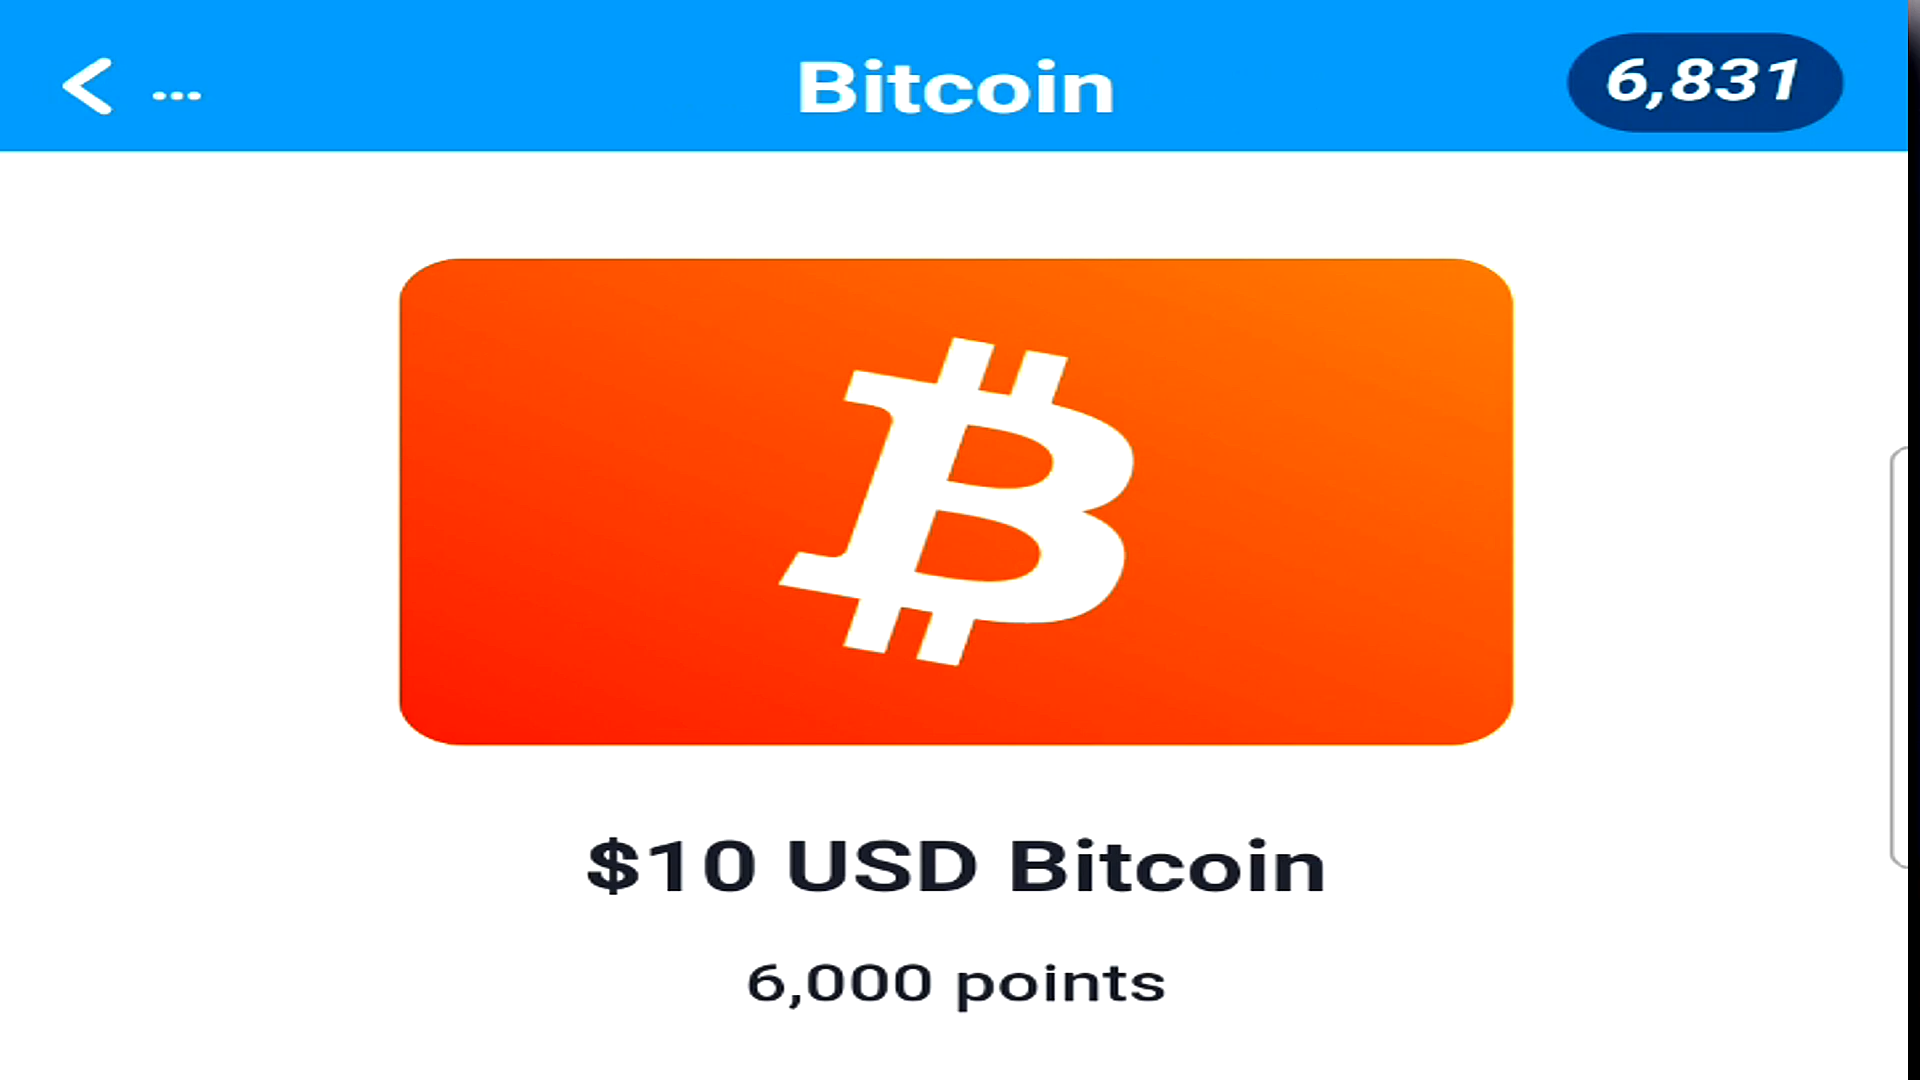 ... Bitcoin 6,831
$10 USD Bitcoin
6,000 points